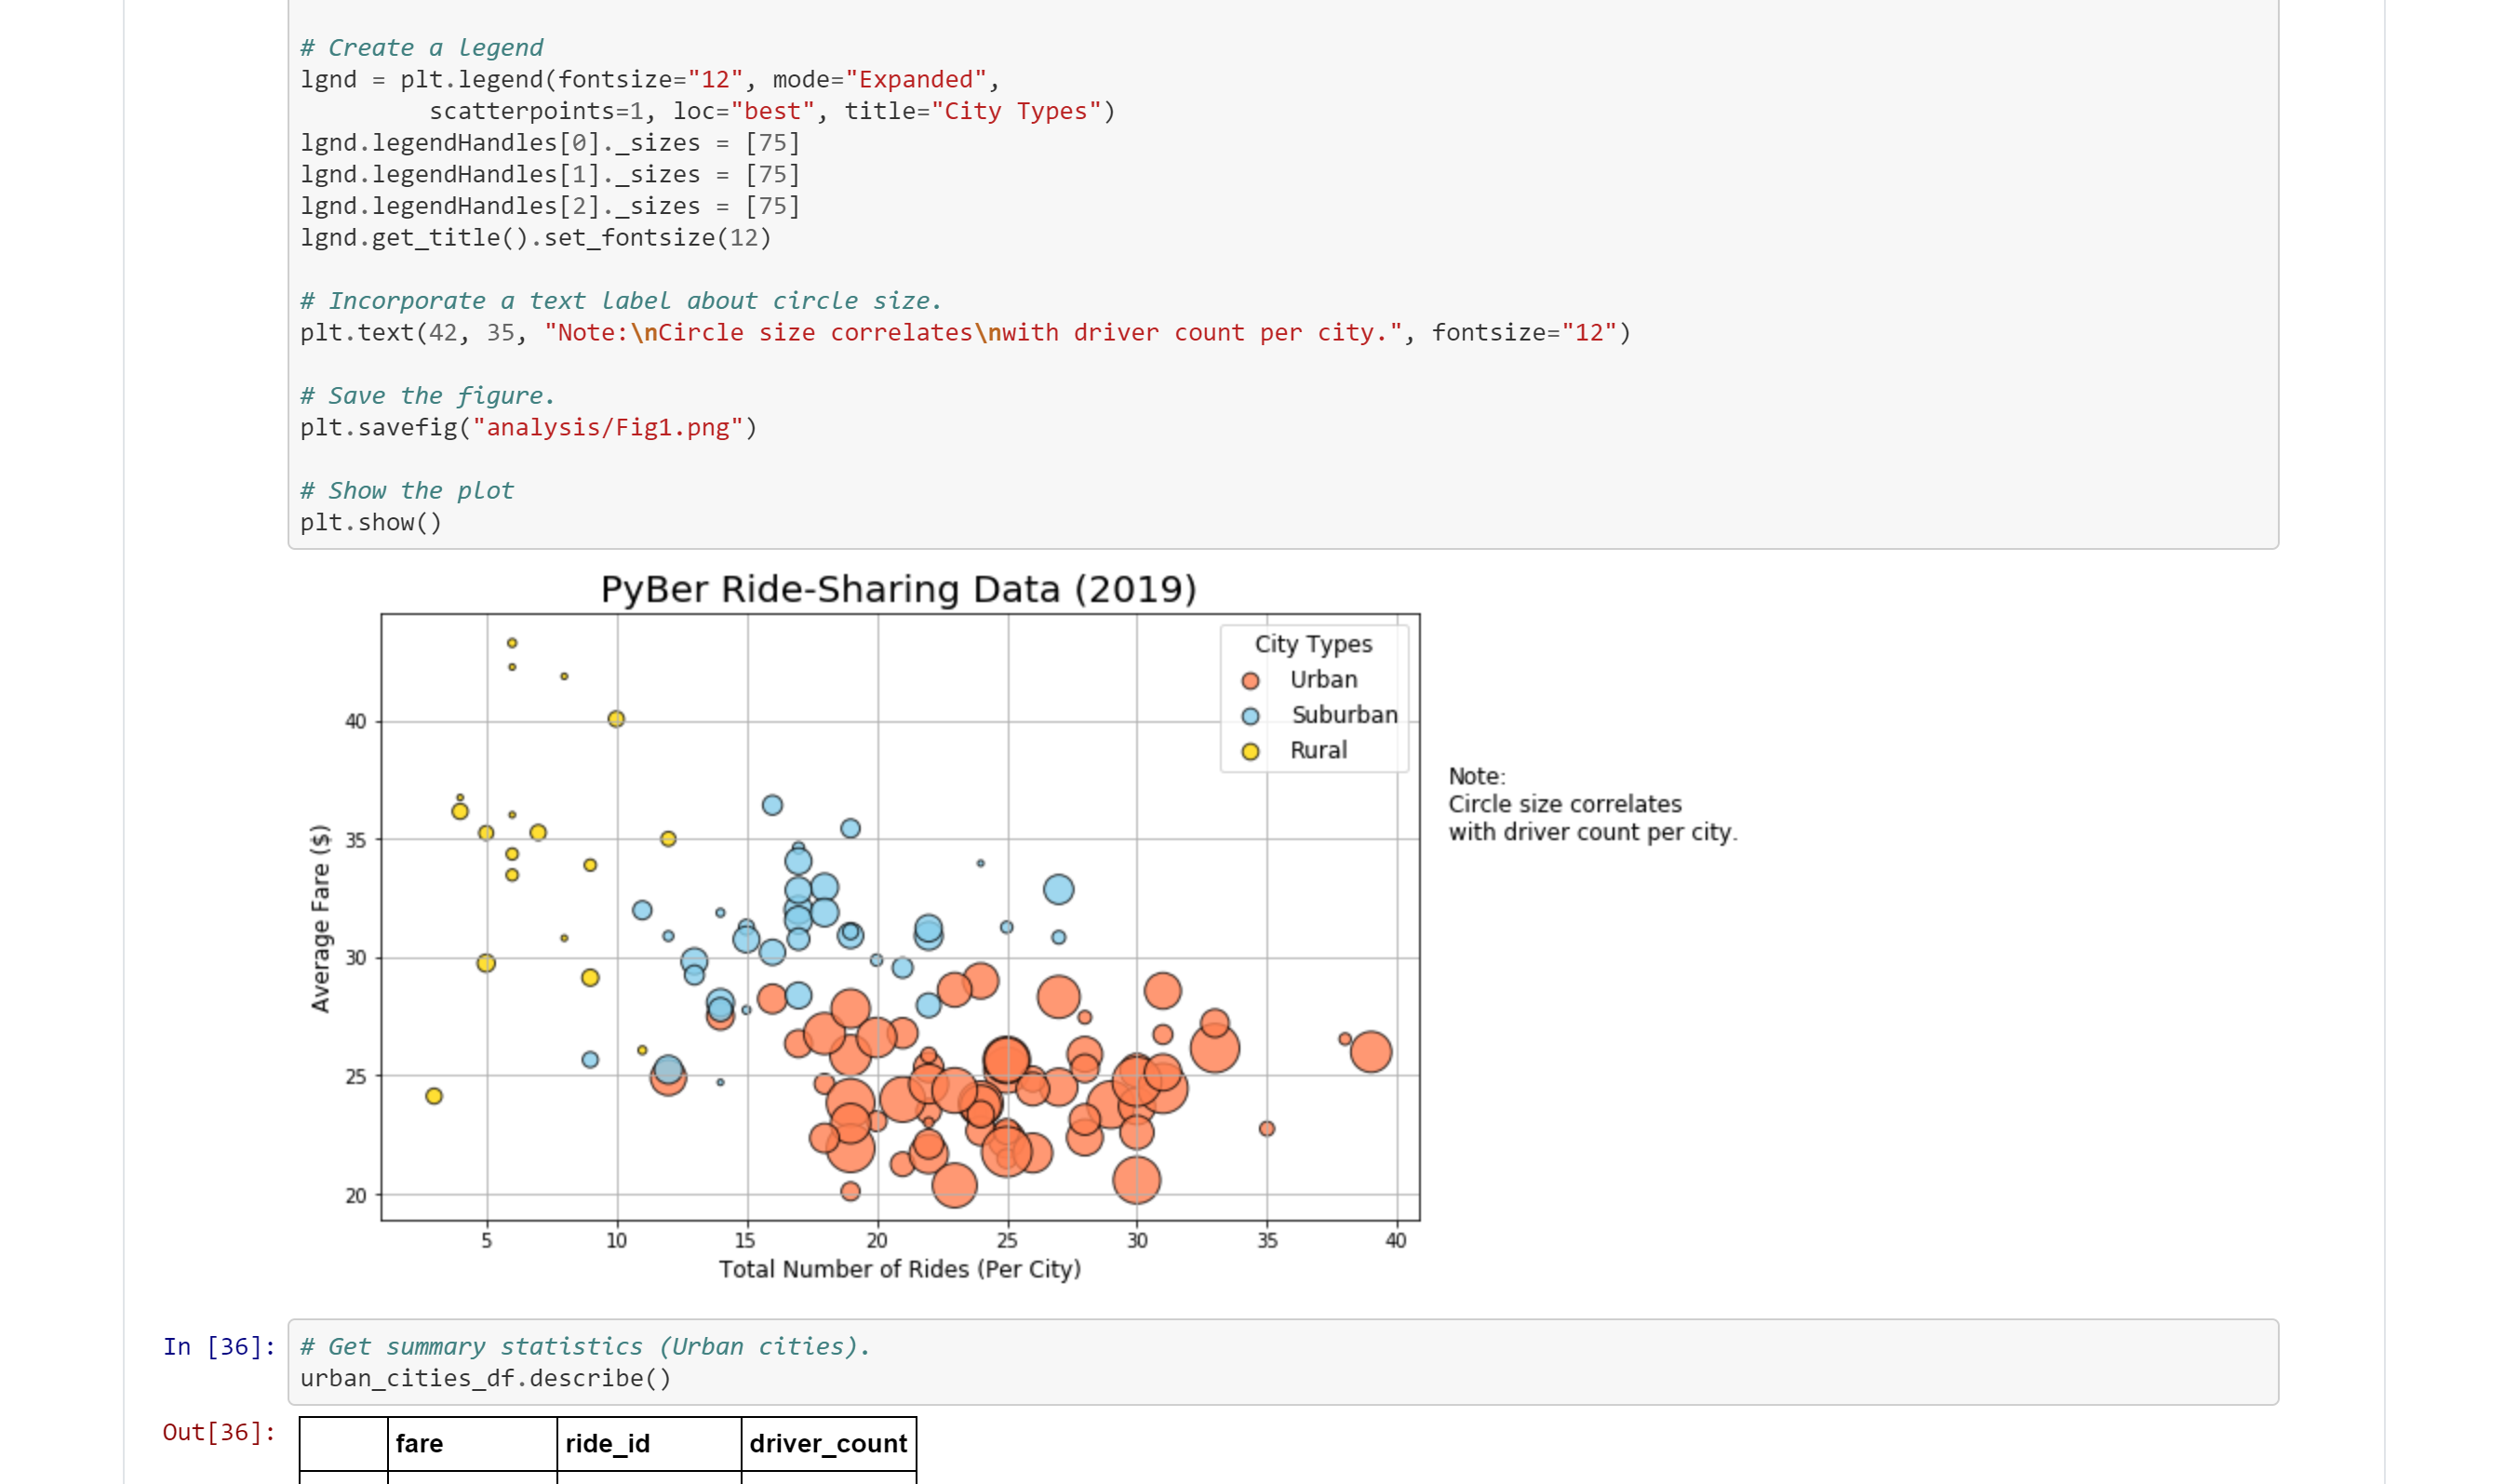 # Create a legend
lgnd = plt.legend(fontsize="12", mode="Expanded",
         scatterpoints=1, loc="best", title="City Types")
lgnd.legendHandles[0]._sizes = [75]
lgnd.legendHandles[1]._sizes = [75]
lgnd.legendHandles[2]._sizes = [75]
lgnd.get_title().set_fontsize(12)
# Incorporate a text label about circle size.
plt.text(42, 35, "Note:\nCircle size correlates\nwith driver count per city.", fontsize="12")
# Save the figure.
plt.savefig("analysis/Fig1.png")
# Show the plot
plt.show()
PyBer Ride-Sharing Data (2019)
City Types
Urban
Suburban
Rural
Note:
Circle size correlates
with driver count per city.
Average Fare ($)
40
35
30
25
20
5 10 15 20 25 30 35 40
Total Number of Rides (Per City)
In [36]: # Get summary statistics (Urban cities).
urban_cities_df.describe()
Out[36]:
fare ride_id driver_count